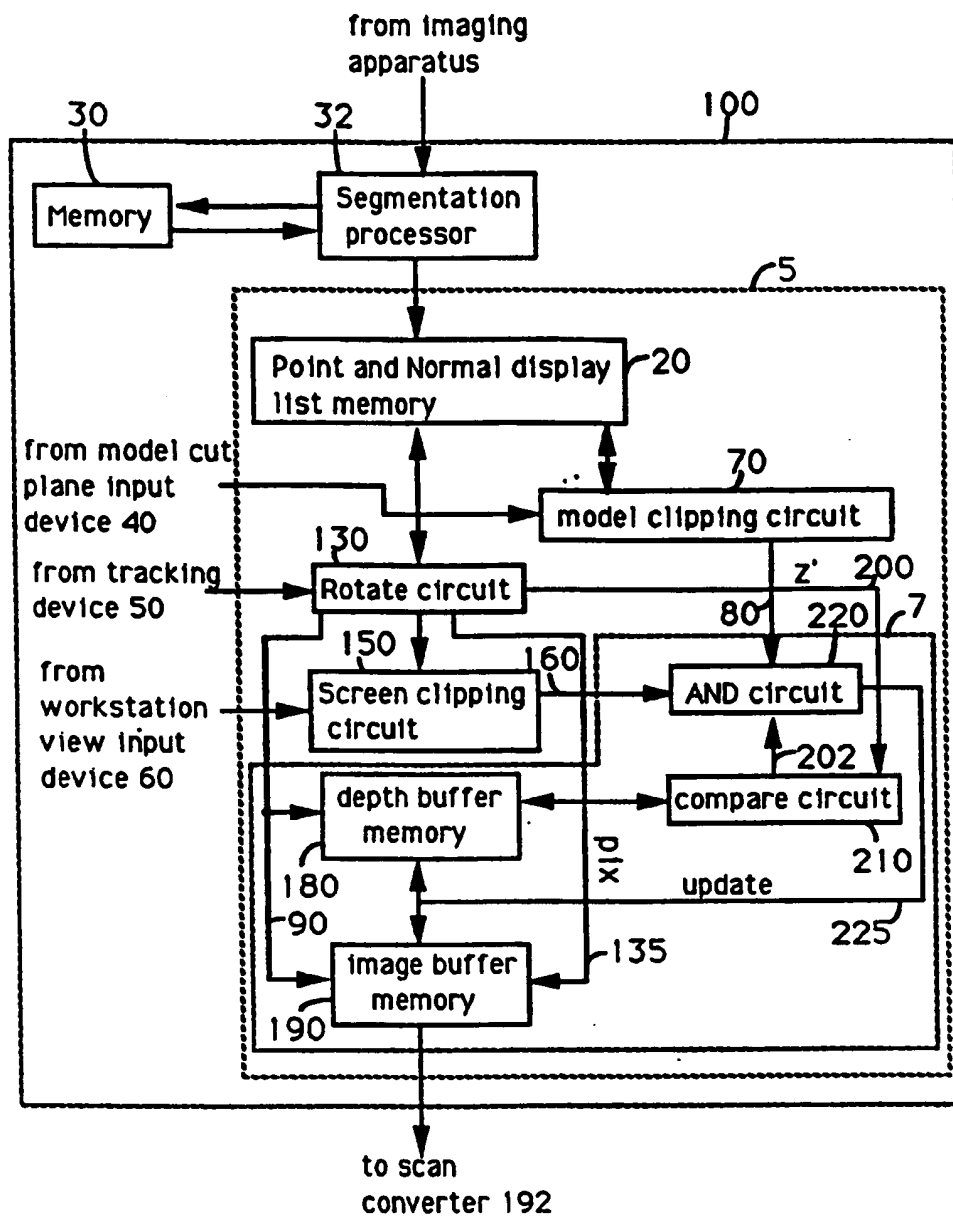 from imaging
apparatus
30
32
100
Memory
Segmentation
processor
5
Point and Normal display
list memory
20
from model cut
plane input
device 40
70
model clipping circuit
130
from tracking
device 50
Rotate circuit
z'
200
80
220
7
150
160
from
workstation
view input
device 60
Screen clipping
circuit
AND circuit
202
depth buffer
memory
compare circuit
180
pix
210
update
90
225
image buffer
memory
135
190
to scan
converter 192